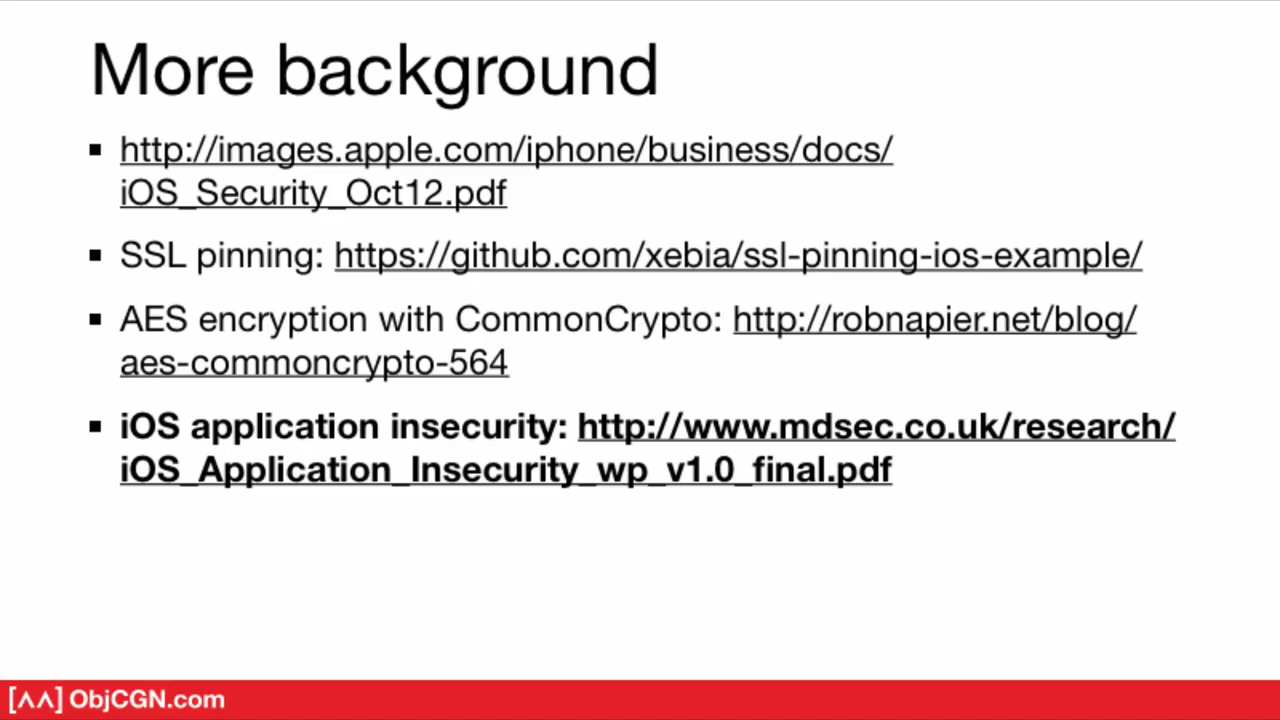 More background
http://images.apple.com/iphone/business/docs/
iOS_Security_Oct12.pdf
SSL pinning: https://github.com/xebia/ssl-pinning-ios-example/
AES encryption with CommonCrypto: http://robnapier.net/blog/
aes-commoncrypto-564
iOS application insecurity: http://www.mdsec.co.uk/research/
iOS_Application_Insecurity_wp_v1.0_final.pdf
[ʌʌ] ObjCGN.com